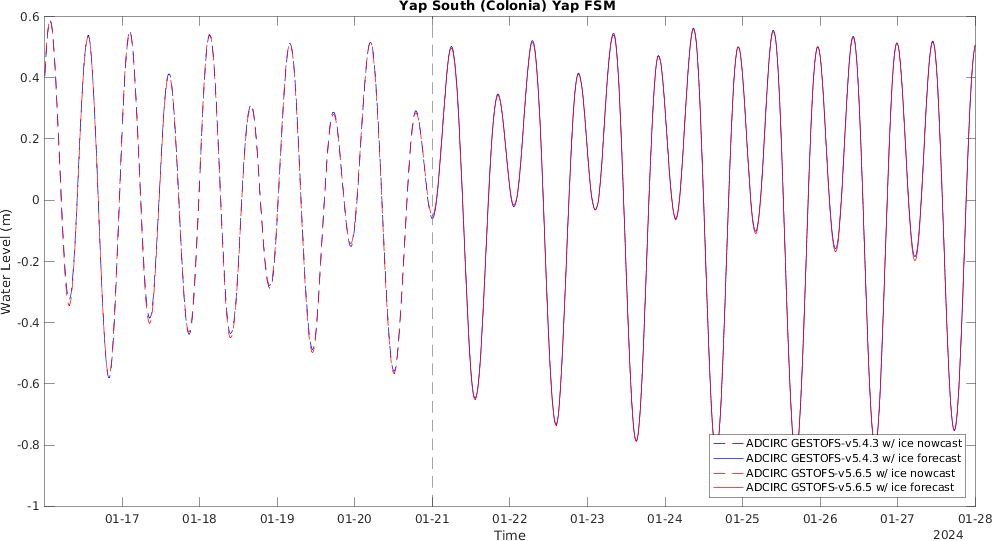 Yap South (Colonia) Yap FSM
0.6
0.4
0.2
0
-0.2
-0.4
-0.6
-0.8
-1
Water Level (m)
ADCIRC GESTOFS-v5.4.3 w/ ice nowcast
ADCIRC GESTOFS-v5.4.3 w/ ice forecast
ADCIRC GSTOFS-v5.6.5 w/ ice nowcast
ADCIRC GSTOFS-v5.6.5 w/ ice forecast
01-17 01-18 01-19 01-20 01-21 01-22 01-23 01-24 01-25 01-26 01-27 01-28
Time
2024